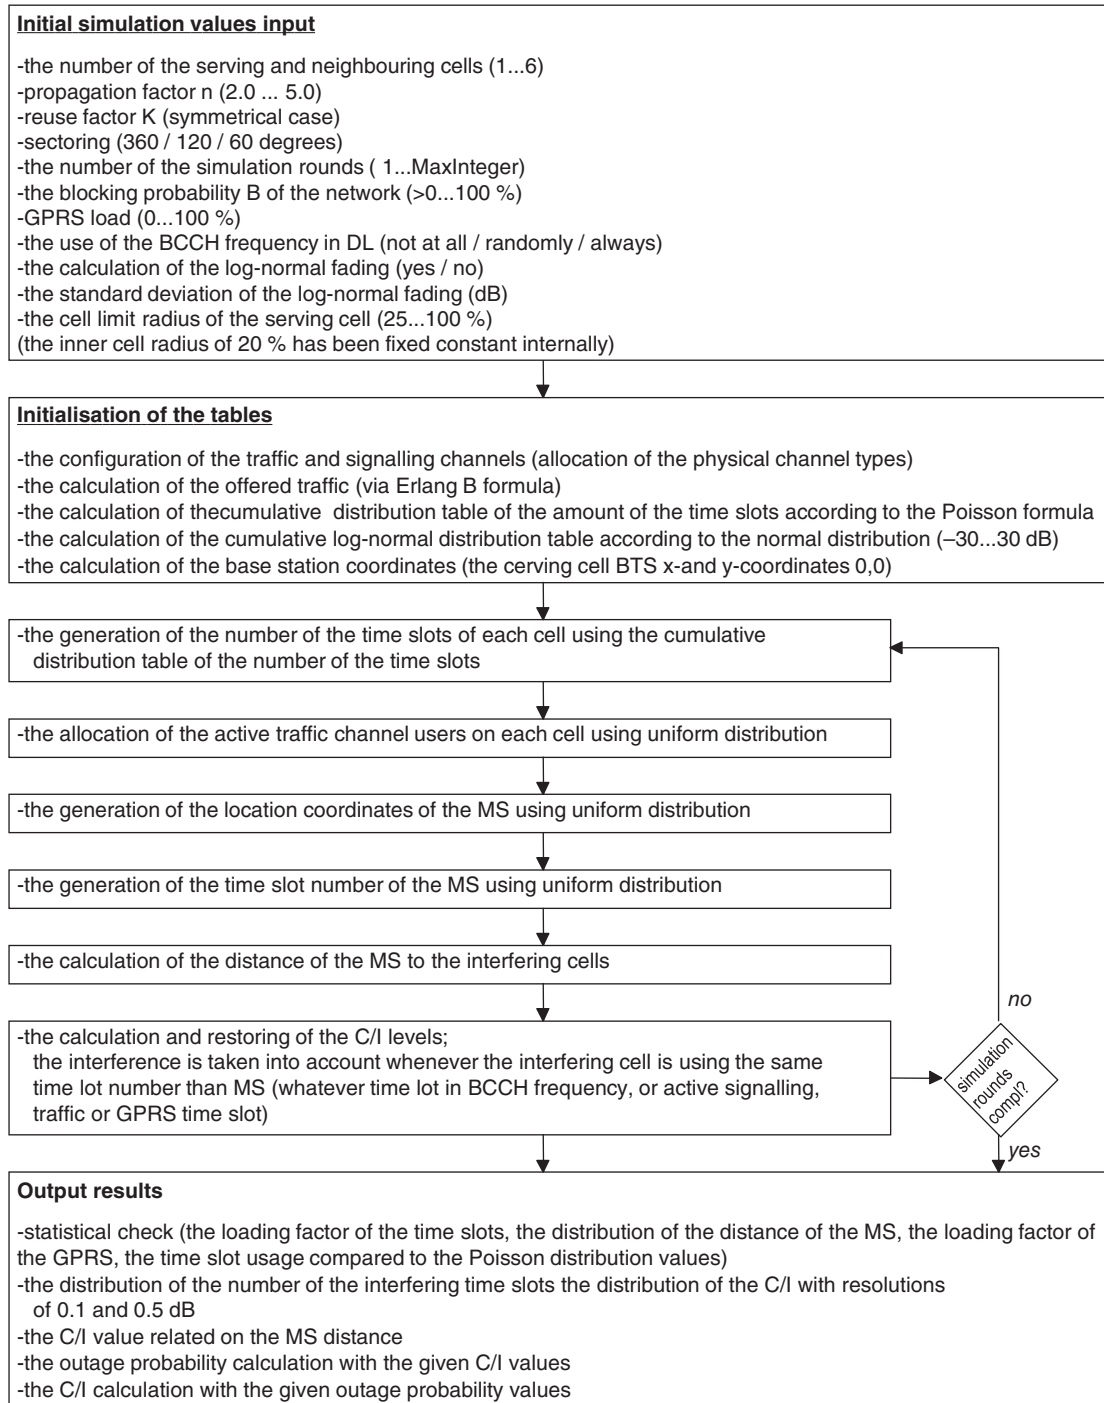 Initial simulation values input
-the number of the serving and neighbouring cells (1...6)
-propagation factor n (2.0 ... 5.0)
-reuse factor K (symmetrical case)
-sectoring (360 / 120 / 60 degrees)
-the number of the simulation rounds ( 1...MaxInteger)
-the blocking probability B of the network (>0...100 %)
-GPRS load (0...100 %)
-the use of the BCCH frequency in DL (not at all / randomly / always)
-the calculation of the log-normal fading (yes / no)
-the standard deviation of the log-normal fading (dB)
-the cell limit radius of the serving cell (25...100 %)
(the inner cell radius of 20 % has been fixed constant internally)
Initialisation of the tables
-the configuration of the traffic and signalling channels (allocation of the physical channel types)
-the calculation of the offered traffic (via Erlang B formula)
-the calculation of thecumulative distribution table of the amount of the time slots according to the Poisson formula
-the calculation of the cumulative log-normal distribution table according to the normal distribution (–30...30 dB)
-the calculation of the base station coordinates (the cerving cell BTS x-and y-coordinates 0,0)
-the generation of the number of the time slots of each cell using the cumulative
distribution table of the number of the time slots
-the allocation of the active traffic channel users on each cell using uniform distribution
-the generation of the location coordinates of the MS using uniform distribution
-the generation of the time slot number of the MS using uniform distribution
-the calculation of the distance of the MS to the interfering cells
-the calculation and restoring of the C/I levels;
the interference is taken into account whenever the interfering cell is using the same
time lot number than MS (whatever time lot in BCCH frequency, or active signalling,
traffic or GPRS time slot)
no
simulation
rounds
compl?
yes
Output results
-statistical check (the loading factor of the time slots, the distribution of the distance of the MS, the loading factor of
the GPRS, the time slot usage compared to the Poisson distribution values)
-the distribution of the number of the interfering time slots the distribution of the C/I with resolutions
of 0.1 and 0.5 dB
-the C/I value related on the MS distance
-the outage probability calculation with the given C/I values
-the C/I calculation with the given outage probability values